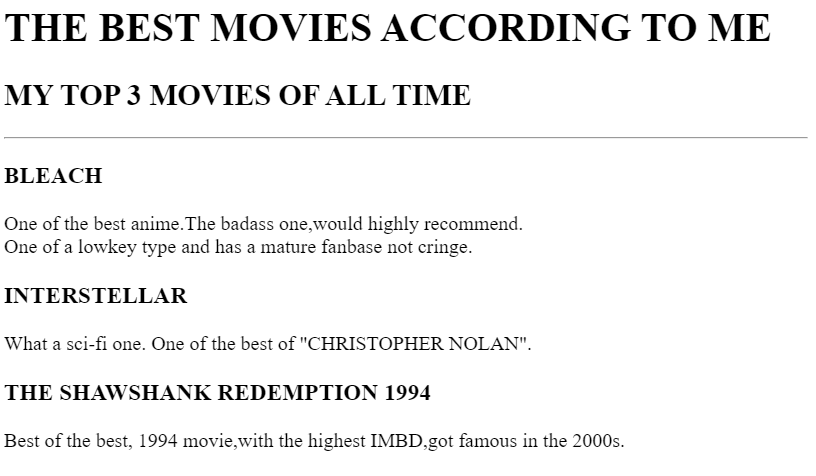 THE BEST MOVIES ACCORDING TO ME
MY TOP 3 MOVIES OF ALL TIME
BLEACH
One of the best anime.The badass one,would highly recommend.
One of a lowkey type and has a mature fanbase not cringe.
INTERSTELLAR
What a sci-fi one. One of the best of "CHRISTOPHER NOLAN".
THE SHAWSHANK REDEMPTION 1994
Best of the best, 1994 movie,with the highest IMBD,got famous in the 2000s.